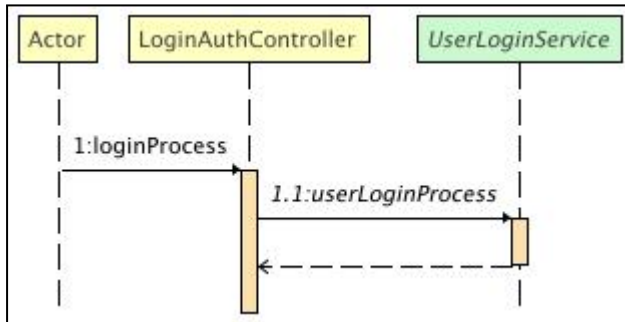 Actor
LoginAuthController
UserLoginService
1:loginProcess
1.1:userLoginProcess